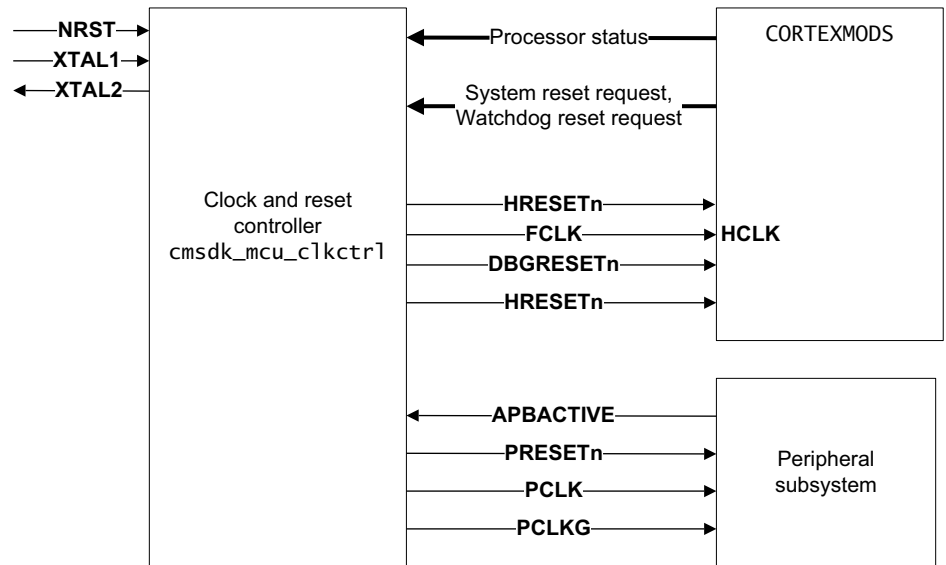 NRST
XTAL1
XTAL2
Clock and reset
controller
cmsdk_mcu_clkctrl
Processor status
System reset request,
Watchdog reset request
HRESETn
FCLK
DBGRESETn
HRESETn
CORTEXMODS
HCLK
APBACTIVE
PRESETn
PCLK
PCLKG
Peripheral
subsystem